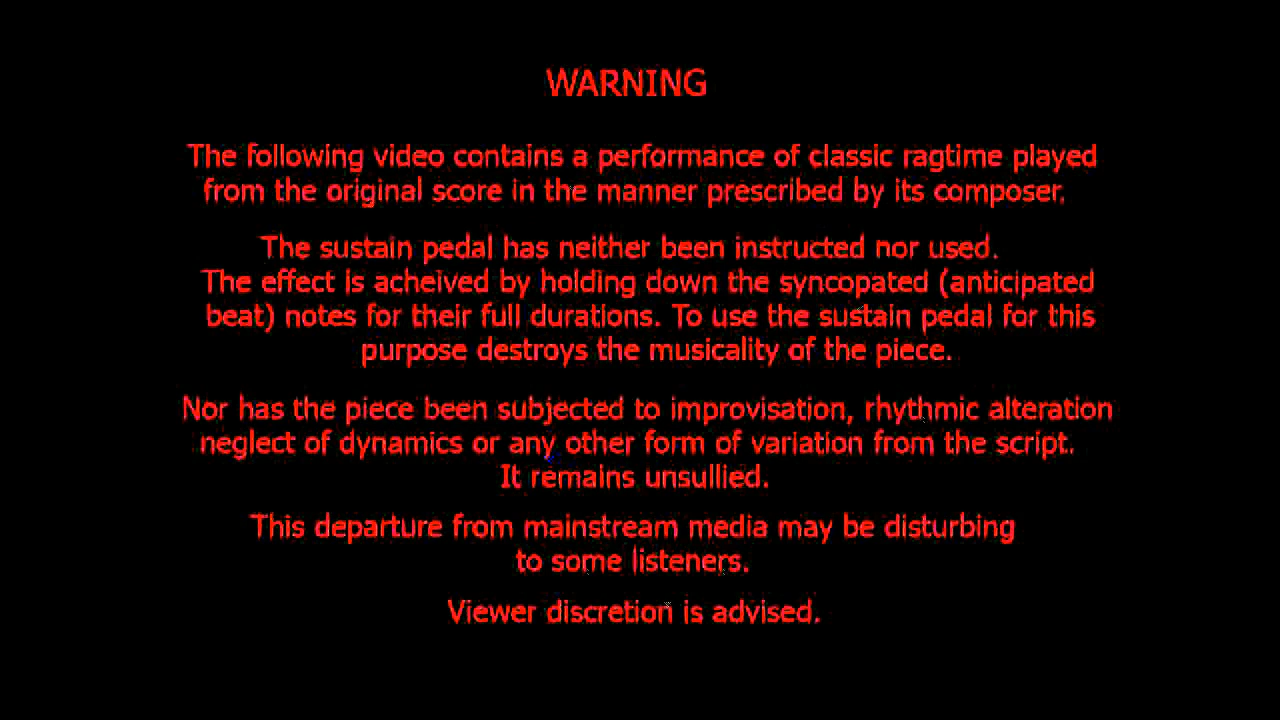 WARNING
The following video contains a performance of classic ragtime played
from the original score in the manner prescribed by its composer.
The sustain pedal has neither been instructed nor used.
The effect is acheived by holding down the syncopated (anticipated
beat) notes for their full durations. To use the sustain pedal for this
purpose destroys the musicality of the piece.
Nor has the piece been subjected to improvisation, rhythmic alteration
neglect of dynamics or any other form of variation from the script.
It remains unsullied.
This departure from mainstream media may be disturbing
to some listeners.
Viewer discretion is advised.